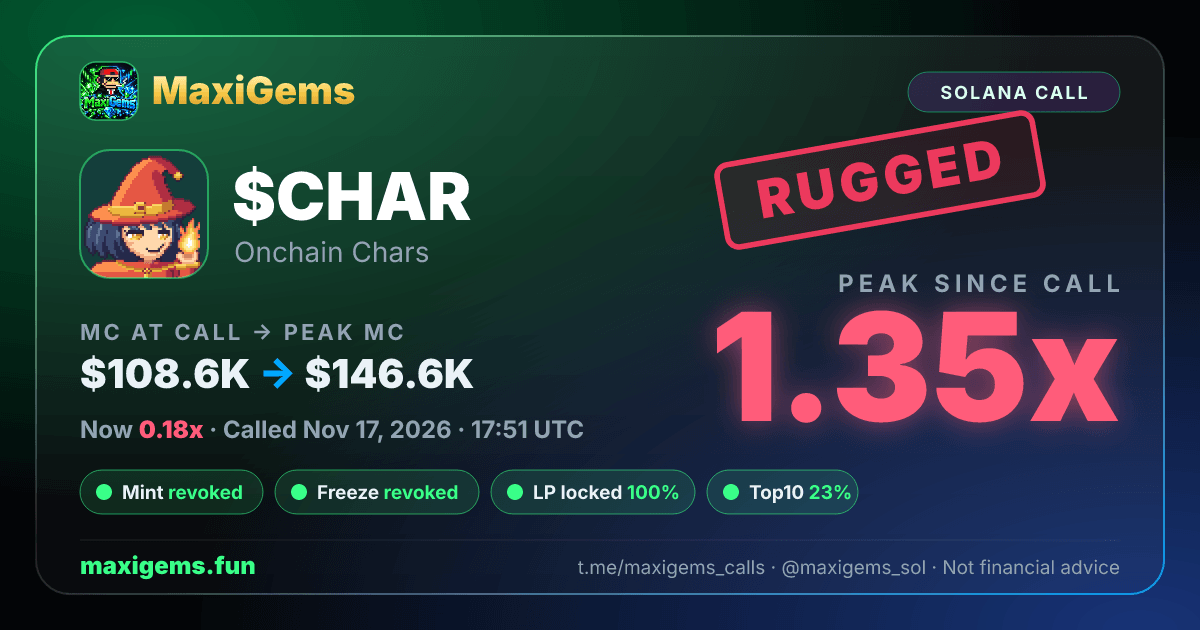 MaxiGems
MaxiGems
SOLANA CALL
RUGGED
$CHAR
Onchain Chars
PEAK SINCE CALL
1.35x
MC AT CALL → PEAK MC
$108.6K → $146.6K
Now 0.18x · Called Nov 17, 2026 · 17:51 UTC
Mint revoked
Freeze revoked
LP locked 100%
Top10 23%
maxigems.fun
t.me/maxigems_calls · @maxigems_sol · Not financial advice